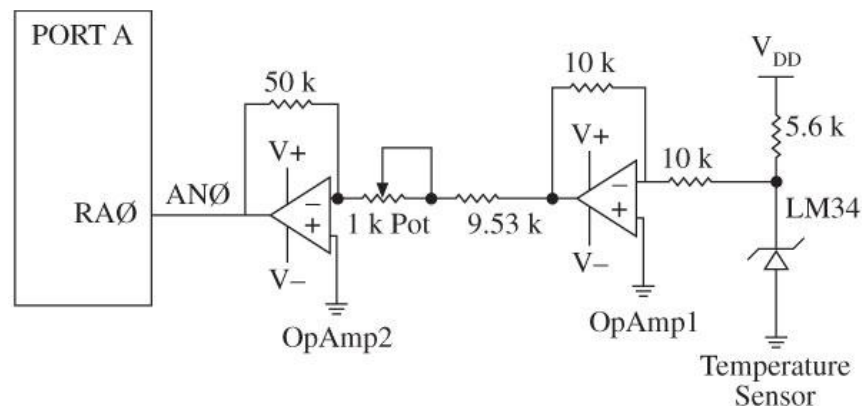 PORT A
RAØ
ANØ
50 k
V+
−
+
V−
OpAmp2
1 k Pot
9.53 k
10 k
V+
−
+
V−
OpAmp1
10 k
V_DD
5.6 k
LM34
Temperature
Sensor